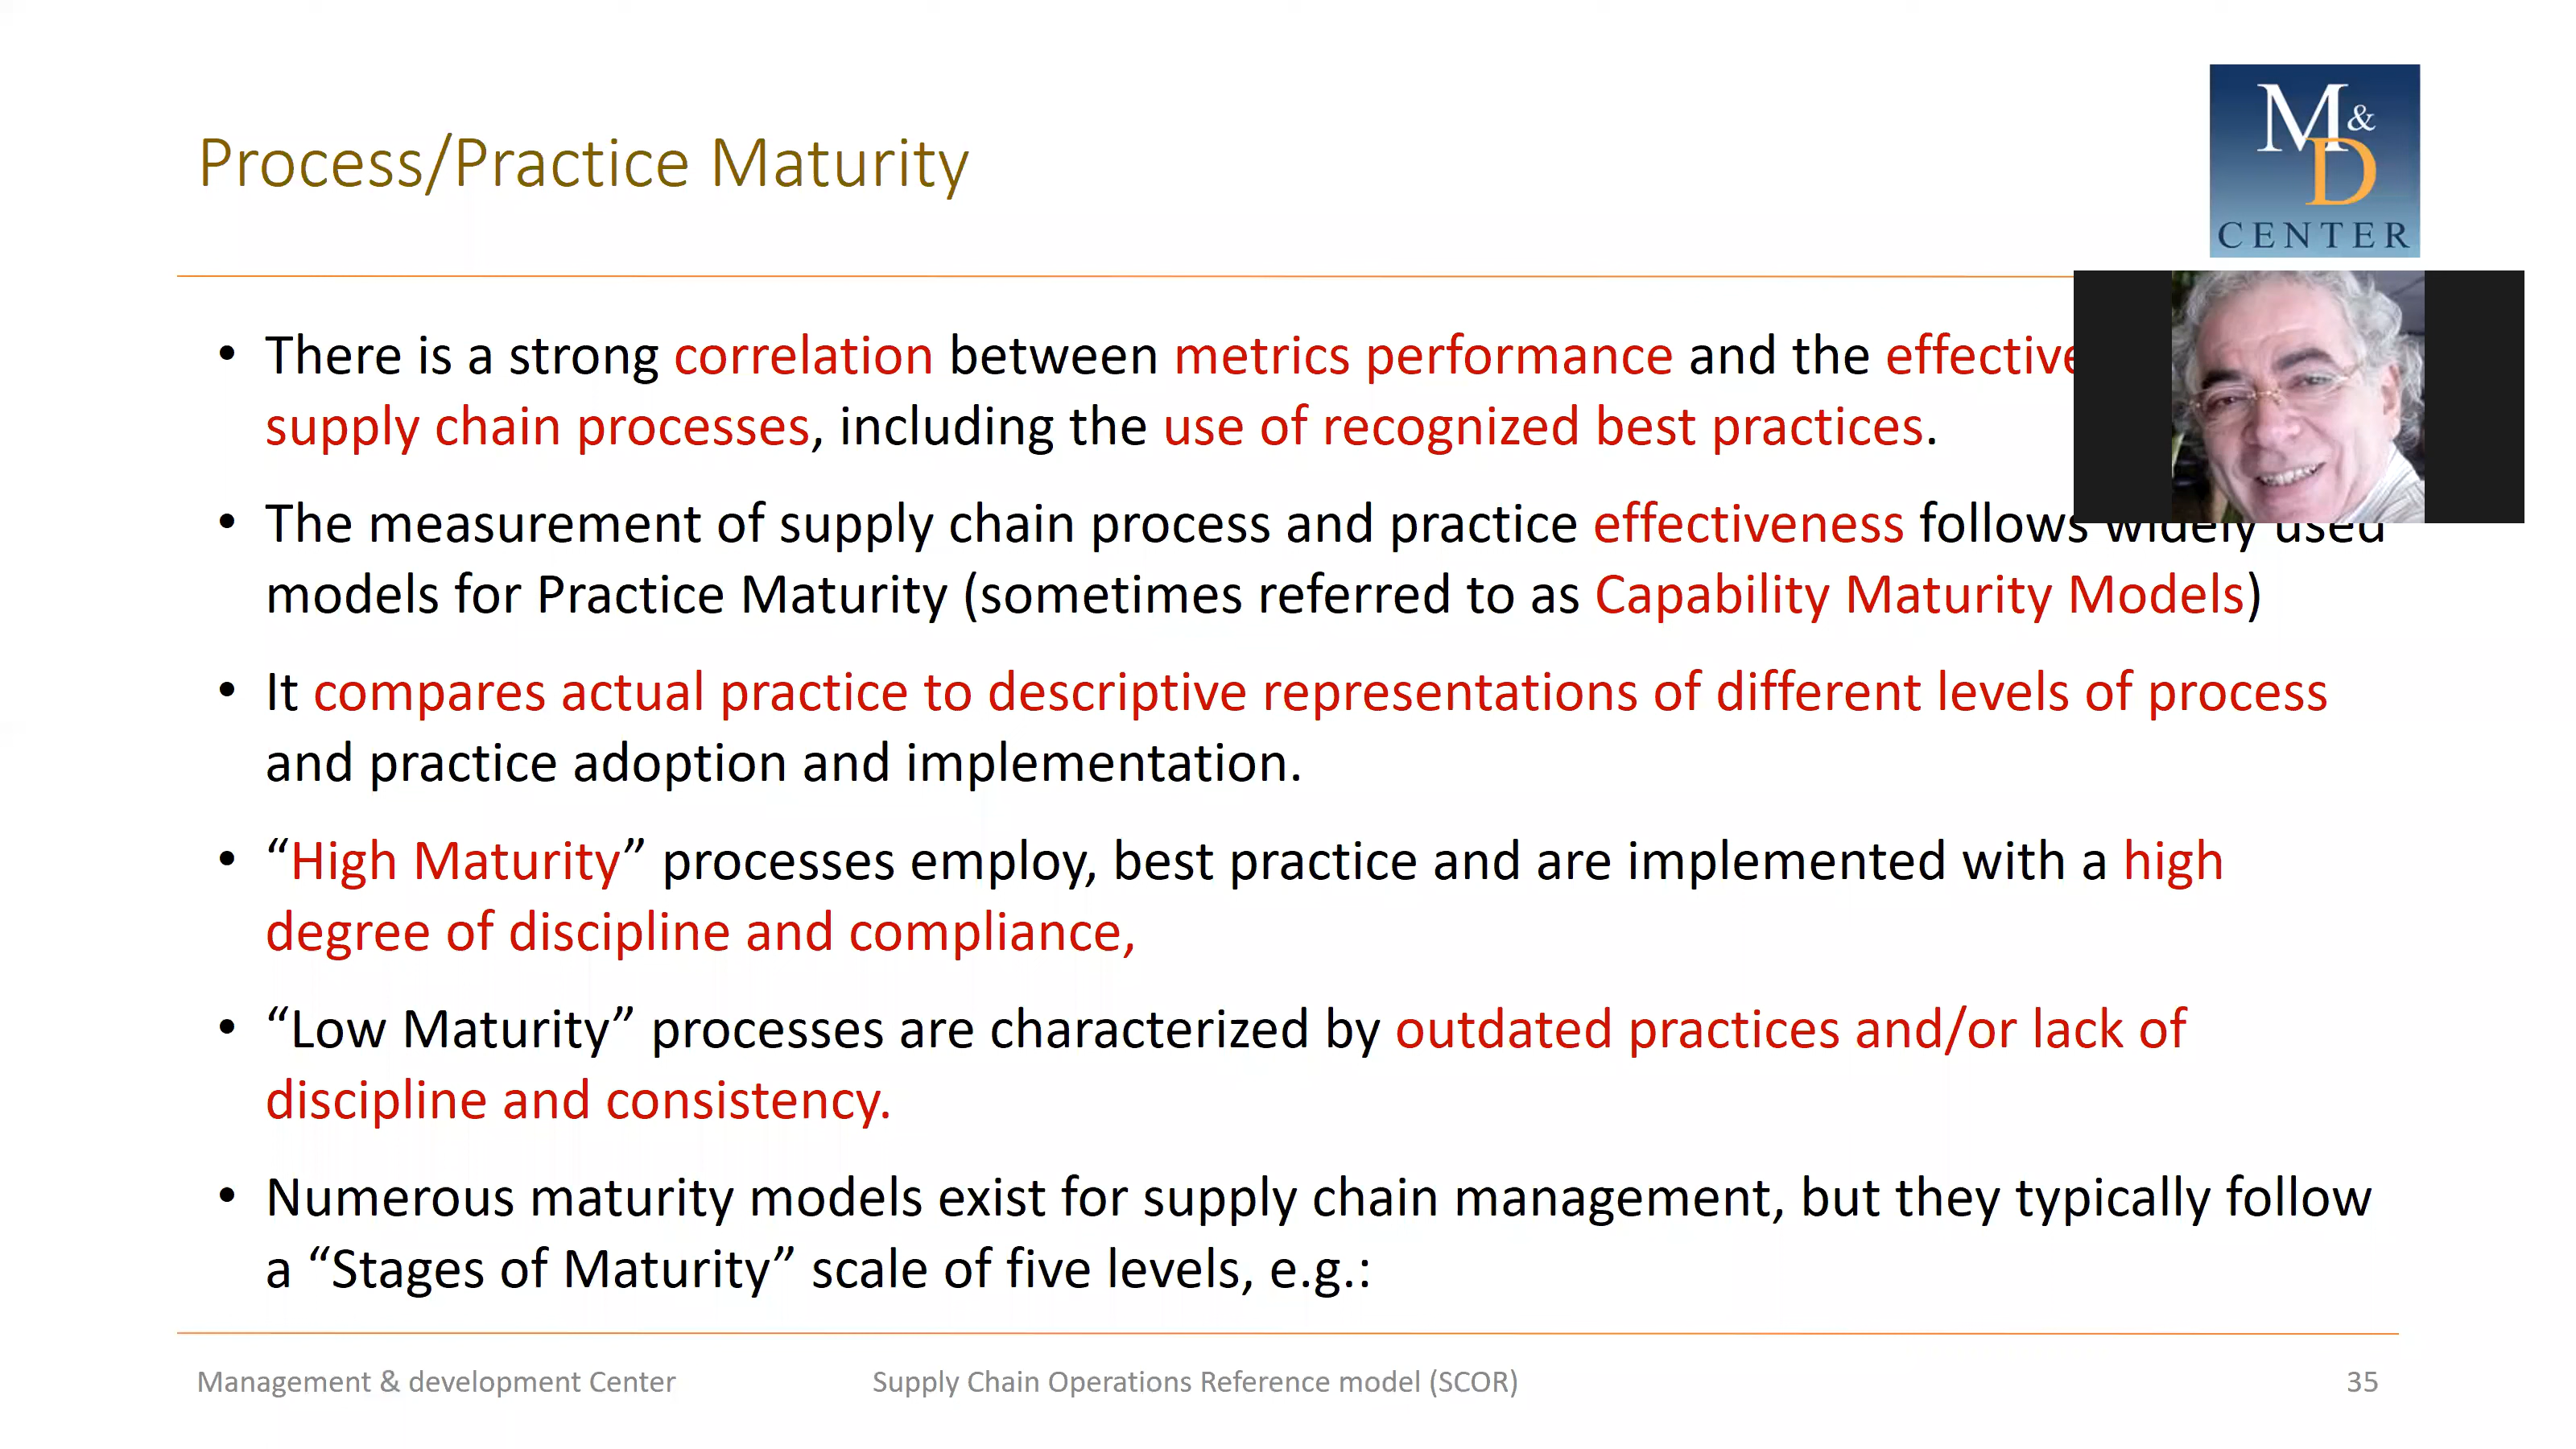 Process/Practice Maturity
M&D
CENTER
• There is a strong correlation between metrics performance and the
supply chain processes, including the use of recognized best practices.
• The measurement of supply chain process and practice effectiveness follows widely used
models for Practice Maturity (sometimes referred to as Capability Maturity Models)
• It compares actual practice to descriptive representations of different levels of process
and practice adoption and implementation.
• “High Maturity” processes employ, best practice and are implemented with a high
degree of discipline and compliance,
• “Low Maturity” processes are characterized by outdated practices and/or lack of
discipline and consistency.
• Numerous maturity models exist for supply chain management, but they typically follow
a “Stages of Maturity” scale of five levels, e.g.:
Management & development Center
Supply Chain Operations Reference model (SCOR)
35